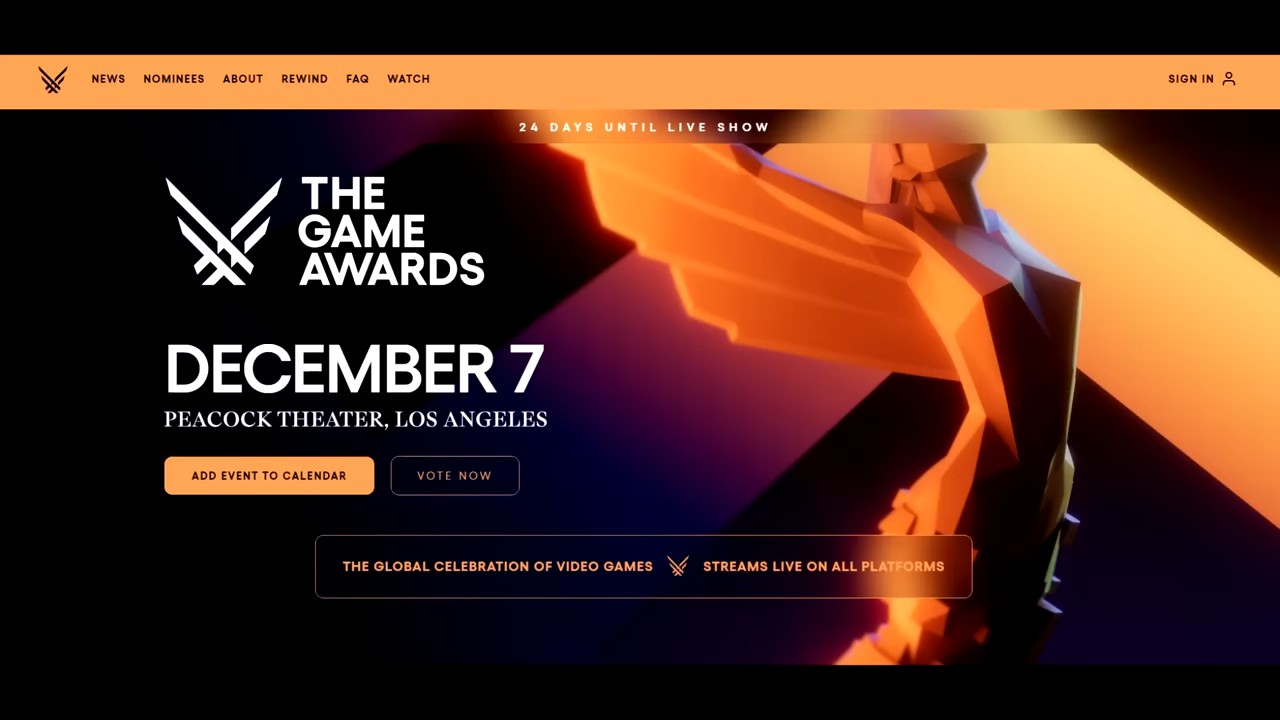 NEWS NOMINEES ABOUT REWIND FAQ WATCH SIGN IN
24 DAYS UNTIL LIVE SHOW
THE
GAME
AWARDS
DECEMBER 7
PEACOCK THEATER, LOS ANGELES
ADD EVENT TO CALENDAR VOTE NOW
THE GLOBAL CELEBRATION OF VIDEO GAMES STREAMS LIVE ON ALL PLATFORMS